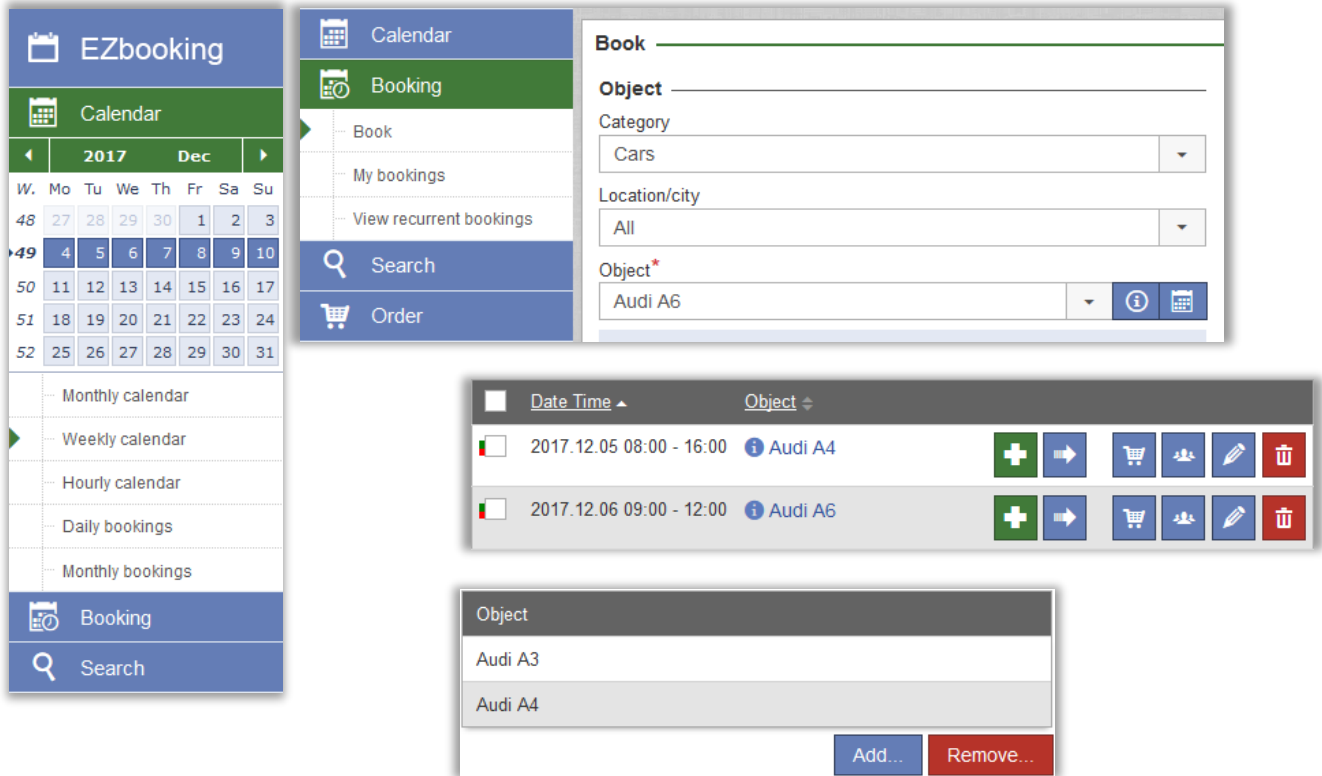 EZbooking
Calendar
2017 Dec
W. Mo Tu We Th Fr Sa Su
48 27 28 29 30 1 2 3
49 4 5 6 7 8 9 10
50 11 12 13 14 15 16 17
51 18 19 20 21 22 23 24
52 25 26 27 28 29 30 31
Monthly calendar
Weekly calendar
Hourly calendar
Daily bookings
Monthly bookings
Booking
Search
Calendar
Booking
Book
My bookings
View recurrent bookings
Search
Order
Book
Object
Category
Cars
Location/city
All
Object*
Audi A6
Date Time Object
2017.12.05 08:00 - 16:00 Audi A4
2017.12.06 09:00 - 12:00 Audi A6
Object
Audi A3
Audi A4
Add... Remove...